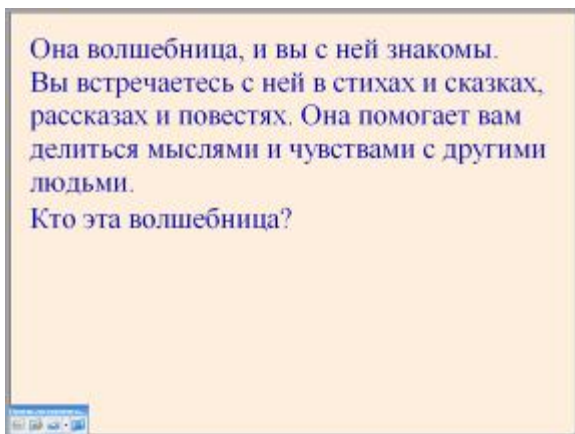 Она волшебница, и вы с ней знакомы.
Вы встречаетесь с ней в стихах и сказках,
рассказах и повестях. Она помогает вам
делиться мыслями и чувствами с другими
людьми.
Кто эта волшебница?